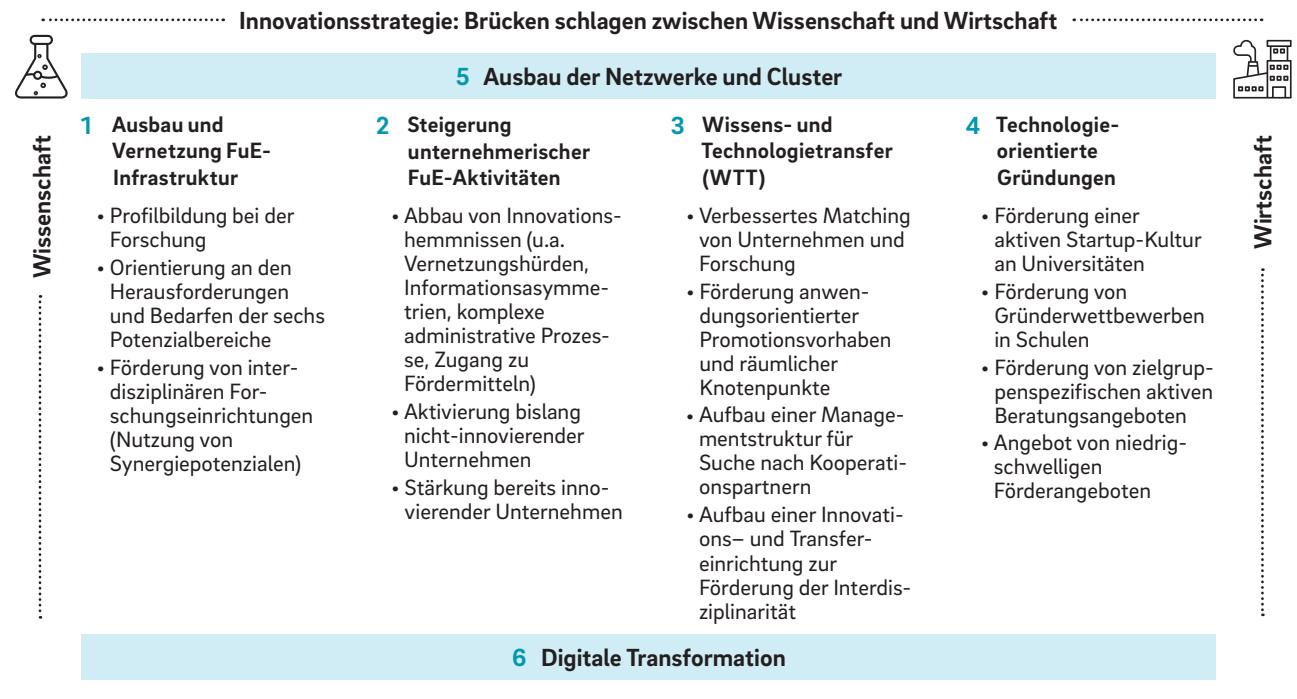 Innovationsstrategie: Brücken schlagen zwischen Wissenschaft und Wirtschaft
5 Ausbau der Netzwerke und Cluster
Wissenschaft
1 Ausbau und
Vernetzung FuE-
Infrastruktur
• Profilbildung bei der
Forschung
• Orientierung an den
Herausforderungen
und Bedarfen der sechs
Potenzialbereiche
• Förderung von inter-
disziplinären For-
schungseinrichtungen
(Nutzung von
Synergiepotenzialen)
2 Steigerung
unternehmerischer
FuE-Aktivitäten
• Abbau von Innovations-
hemmnissen (u.a.
Vernetzungshürden,
Informationsasymme-
trien, komplexe
administrative Prozes-
se, Zugang zu
Fördermitteln)
• Aktivierung bislang
nicht-innovierender
Unternehmen
• Stärkung bereits inno-
vierender Unternehmen
3 Wissens- und
Technologietransfer
(WTT)
• Verbessertes Matching
von Unternehmen und
Forschung
• Förderung anwen-
dungsorientierter
Promotionsvorhaben
und räumlicher
Knotenpunkte
• Aufbau einer Manage-
mentstruktur für
Suche nach Kooperati-
onspartnern
• Aufbau einer Innovati-
ons– und Transfer-
einrichtung zur
Förderung der Interdis-
ziplinarität
4 Technologie-
orientierte
Gründungen
• Förderung einer
aktiven Startup-Kultur
an Universitäten
• Förderung von
Gründerwettbewerben
in Schulen
• Förderung von zielgrup-
penspezifischen aktiven
Beratungsangeboten
• Angebot von niedrig-
schwelligen
Förderangeboten
Wirtschaft
6 Digitale Transformation